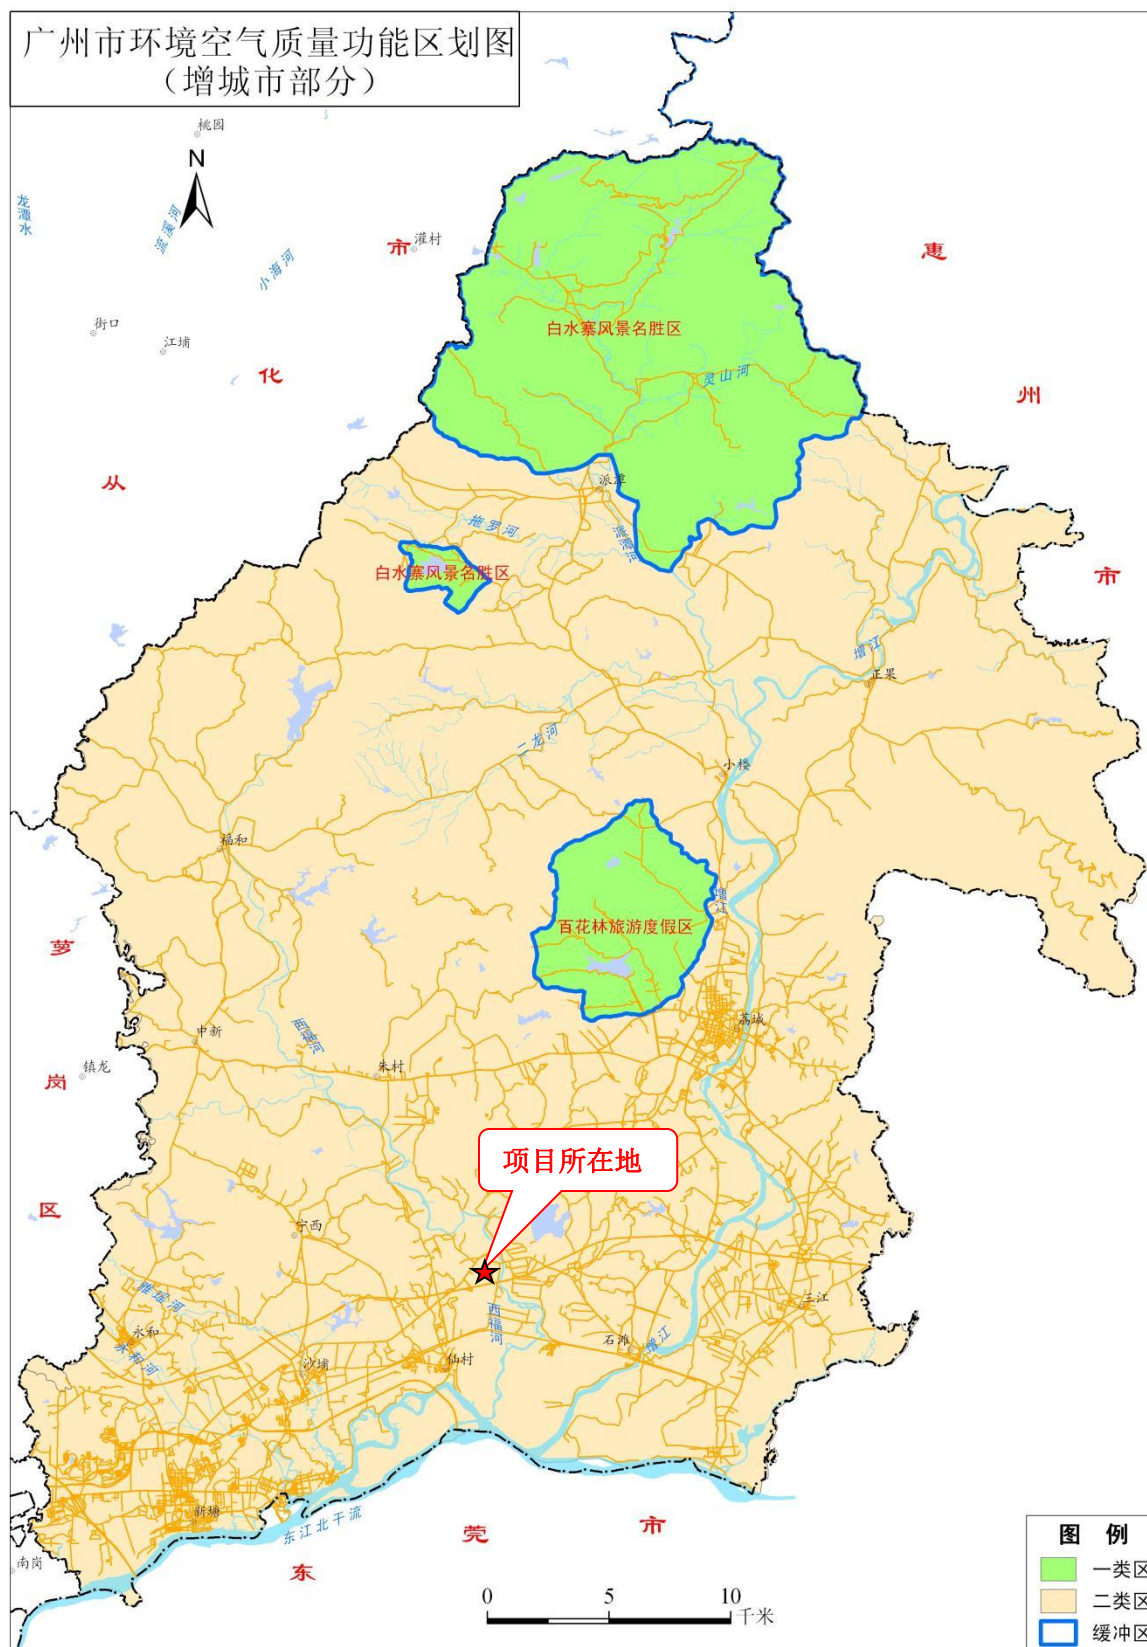 广州市环境空气质量功能区划图
（增城市部分）
桃园
N
龙潭水
流溪河
小海河
市
灌村
惠
街口
江埔
白水寨风景名胜区
化
灵山河
州
从
派潭
拖罗河
派潭河
白水寨风景名胜区
市
增江
正果
二龙河
小楼
福和
增江
萝
百花林旅游度假区
荔城
西福河
中新
朱村
镇龙
岗
项目所在地
区
宁西
雅瑶河
三江
西福河
永和
石滩
增江
永和河
沙埔
仙村
新塘
东江北干流
莞
市
南岗
东
图 例
一类区
二类区
缓冲区
0 5 10
千米